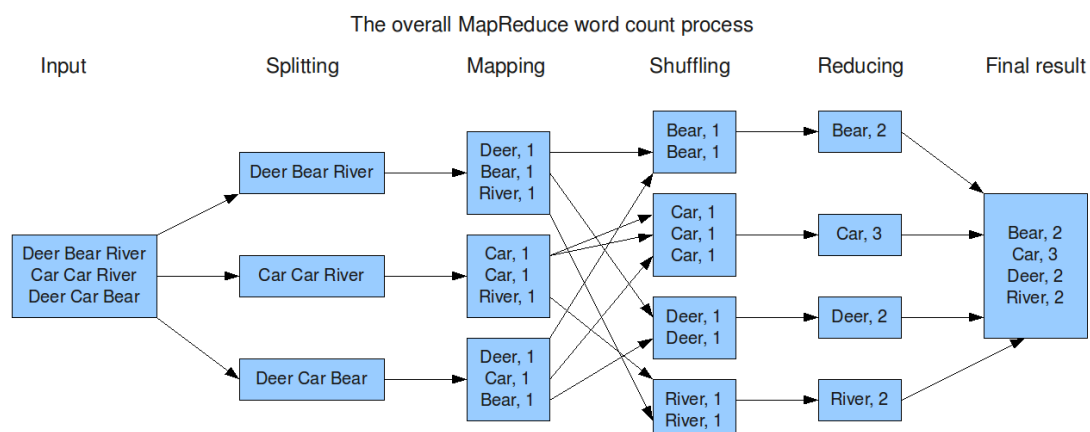 The overall MapReduce word count process
Input
Splitting
Mapping
Shuffling
Reducing
Final result
Deer Bear River
Car Car River
Deer Car Bear
Deer Bear River
Car Car River
Deer Car Bear
Deer, 1
Bear, 1
River, 1
Car, 1
Car, 1
River, 1
Deer, 1
Car, 1
Bear, 1
Bear, 1
Bear, 1
Car, 1
Car, 1
Car, 1
Deer, 1
Deer, 1
River, 1
River, 1
Bear, 2
Car, 3
Deer, 2
River, 2
Bear, 2
Car, 3
Deer, 2
River, 2